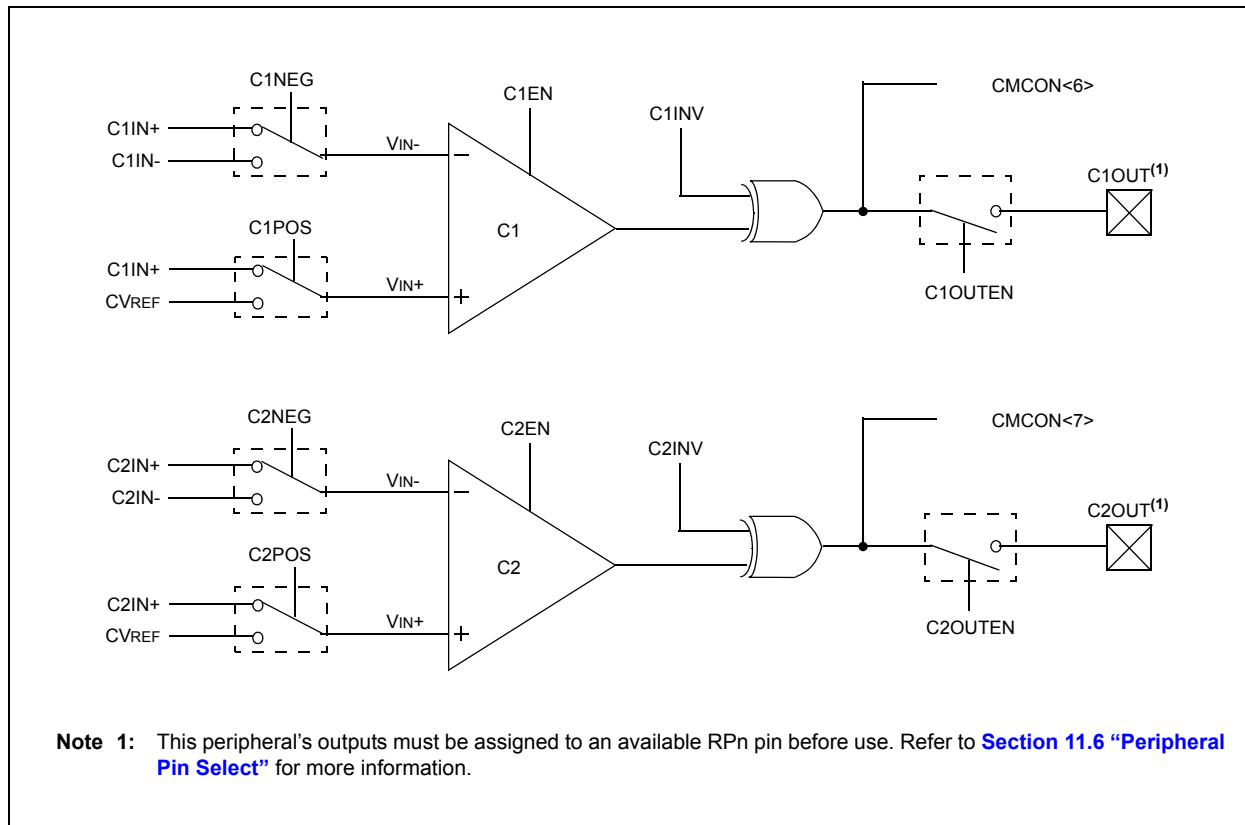 C1NEG
C1EN
C1INV
CMCON<6>
C1IN+
C1IN-
VIN-
−
C1OUT(1)
C1POS
C1
C1IN+
CVREF
VIN+
+
C1OUTEN
C2NEG
C2EN
C2INV
CMCON<7>
C2IN+
C2IN-
VIN-
−
C2OUT(1)
C2POS
C2
C2IN+
CVREF
VIN+
+
C2OUTEN
Note 1: This peripheral’s outputs must be assigned to an available RPn pin before use. Refer to Section 11.6 “Peripheral
Pin Select” for more information.